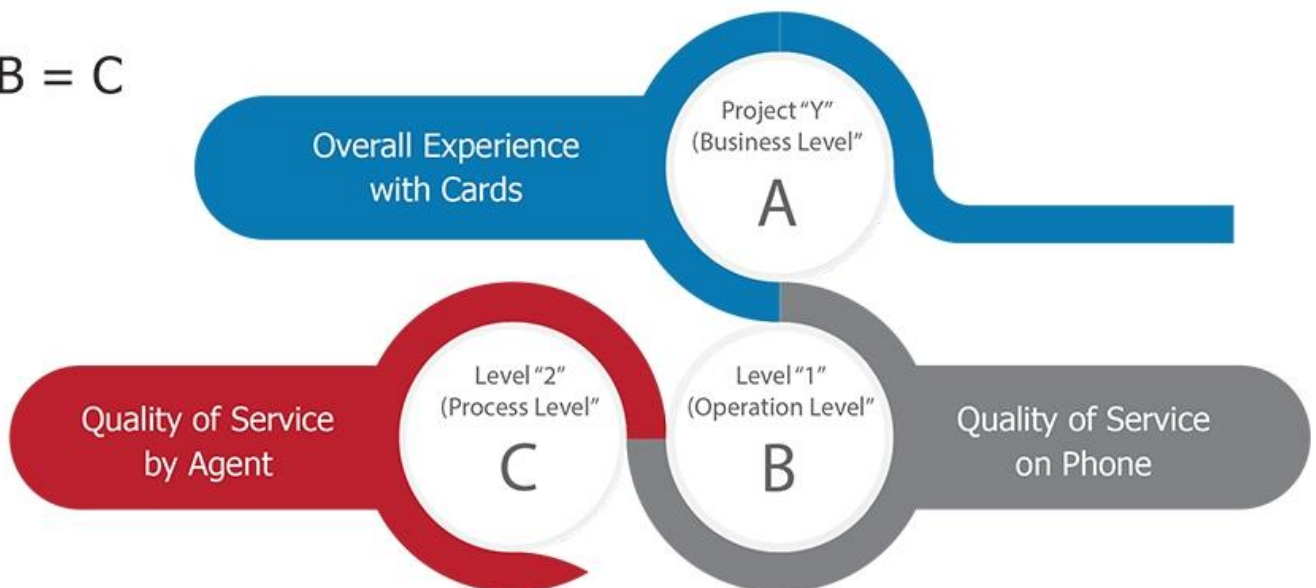 B = C
Overall Experience
with Cards
Project “Y”
(Business Level”
A
Quality of Service
by Agent
Level “2”
(Process Level”
C
Level “1”
(Operation Level”
B
Quality of Service
on Phone